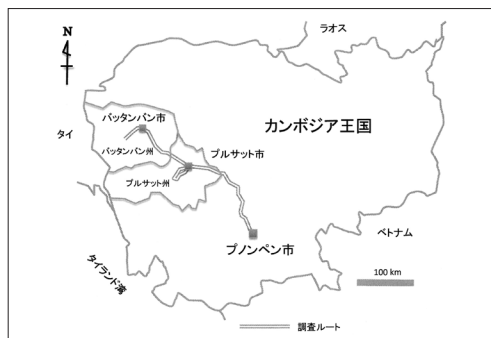 N
ラオス
バッタンバン市
カンボジア王国
タイ
バッタンバン州
プルサット市
プルサット州
ベトナム
プノンペン市
タイランド湾
100 km
調査ルート